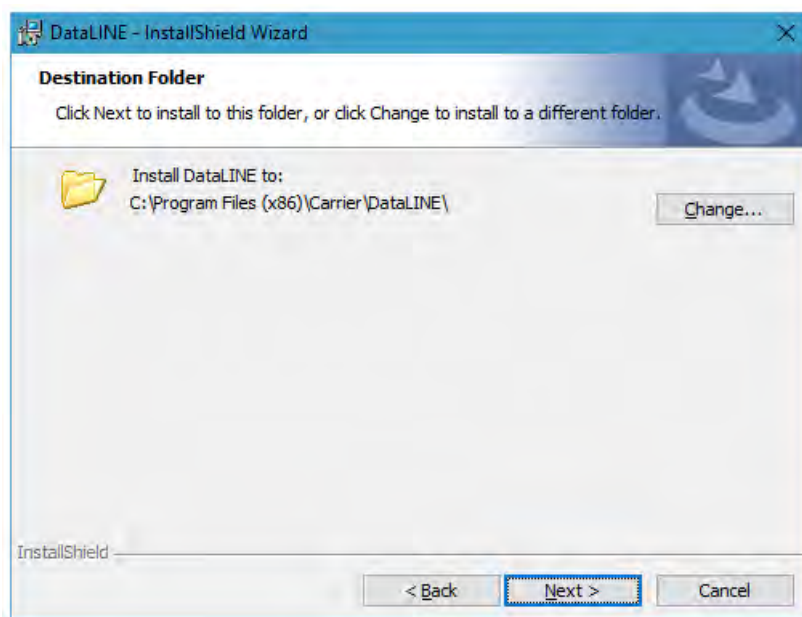 DataLINE - InstallShield Wizard
Destination Folder
Click Next to install to this folder, or click Change to install to a different folder.
Install DataLINE to:
C:\Program Files (x86)\Carrier\DataLINE\
Change...
InstallShield
< Back
Next >
Cancel